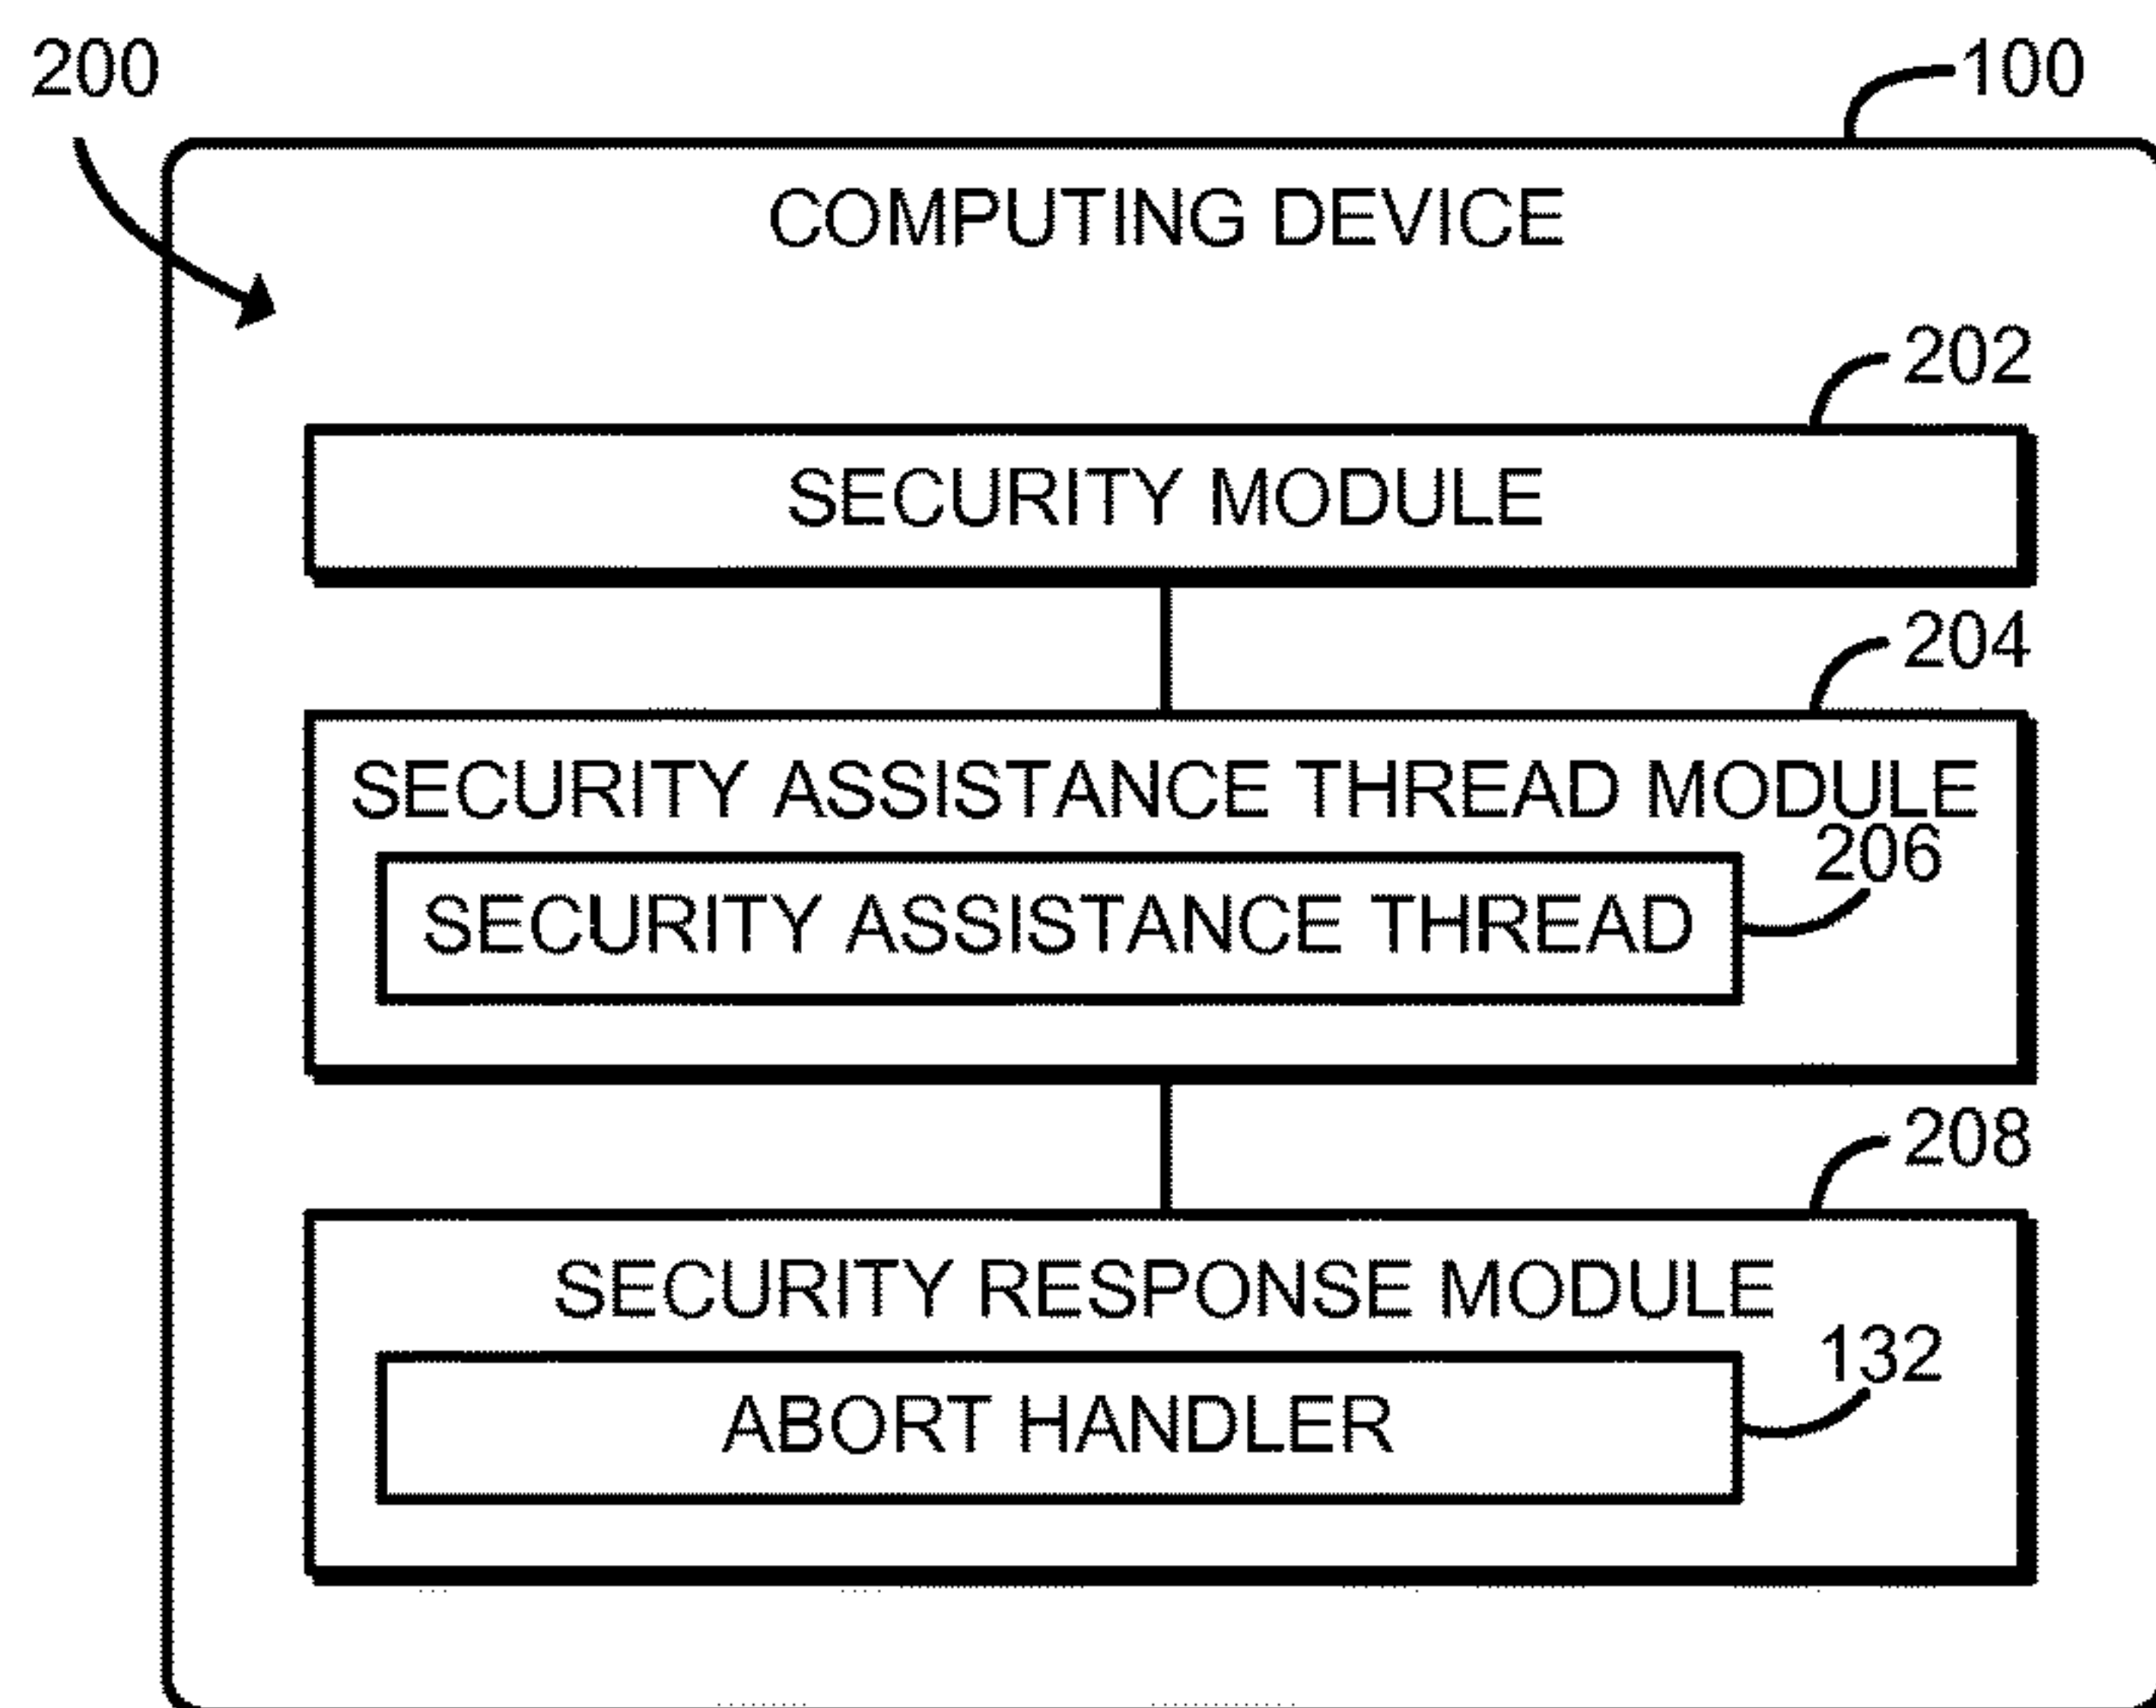 200
100
COMPUTING DEVICE
202
SECURITY MODULE
204
SECURITY ASSISTANCE THREAD MODULE
206
SECURITY ASSISTANCE THREAD
208
SECURITY RESPONSE MODULE
132
ABORT HANDLER